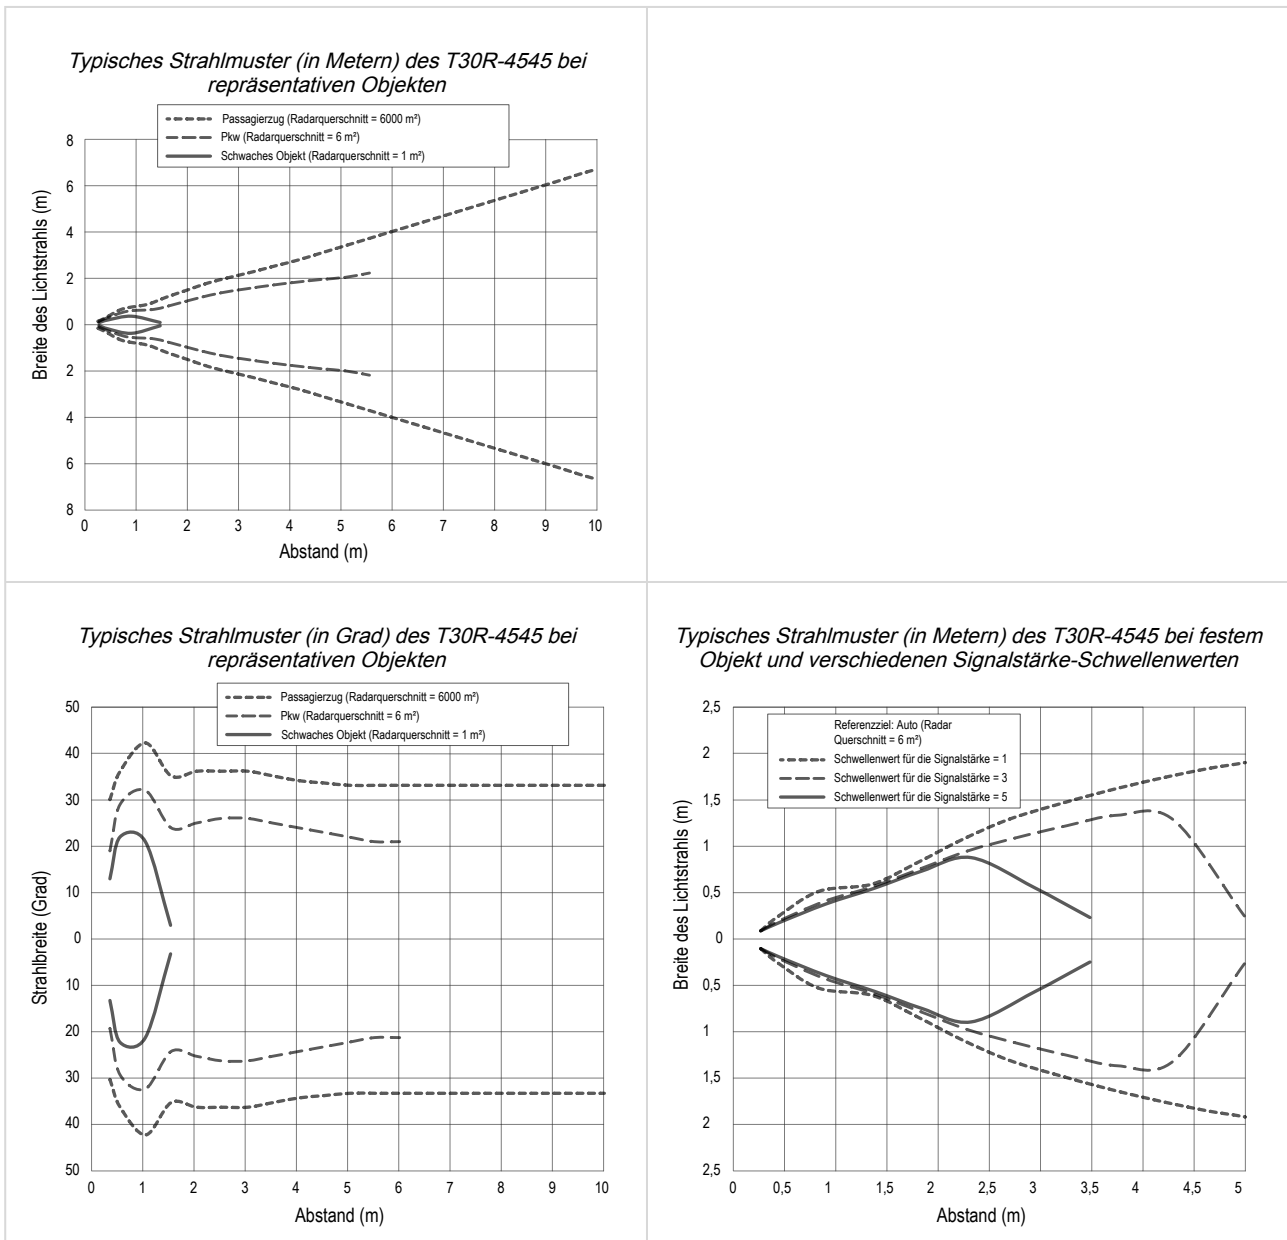 Typisches Strahlmuster (in Metern) des T30R-4545 bei
repräsentativen Objekten
Passagierzug (Radarquerschnitt = 6000 m²)
Pkw (Radarquerschnitt = 6 m²)
Schwaches Objekt (Radarquerschnitt = 1 m²)
Breite des Lichtstrahls (m)
8
6
4
2
0
2
4
6
8
0 1 2 3 4 5 6 7 8 9 10
Abstand (m)
Typisches Strahlmuster (in Grad) des T30R-4545 bei
repräsentativen Objekten
Passagierzug (Radarquerschnitt = 6000 m²)
Pkw (Radarquerschnitt = 6 m²)
Schwaches Objekt (Radarquerschnitt = 1 m²)
Strahlbreite (Grad)
50
40
30
20
10
0
10
20
30
40
50
0 1 2 3 4 5 6 7 8 9 10
Abstand (m)
Typisches Strahlmuster (in Metern) des T30R-4545 bei festem
Objekt und verschiedenen Signalstärke-Schwellenwerten
Referenzziel: Auto (Radar
Querschnitt = 6 m²)
Schwellenwert für die Signalstärke = 1
Schwellenwert für die Signalstärke = 3
Schwellenwert für die Signalstärke = 5
Breite des Lichtstrahls (m)
2,5
2
1,5
1
0,5
0
0,5
1
1,5
2
2,5
0 0,5 1 1,5 2 2,5 3 3,5 4 4,5 5
Abstand (m)